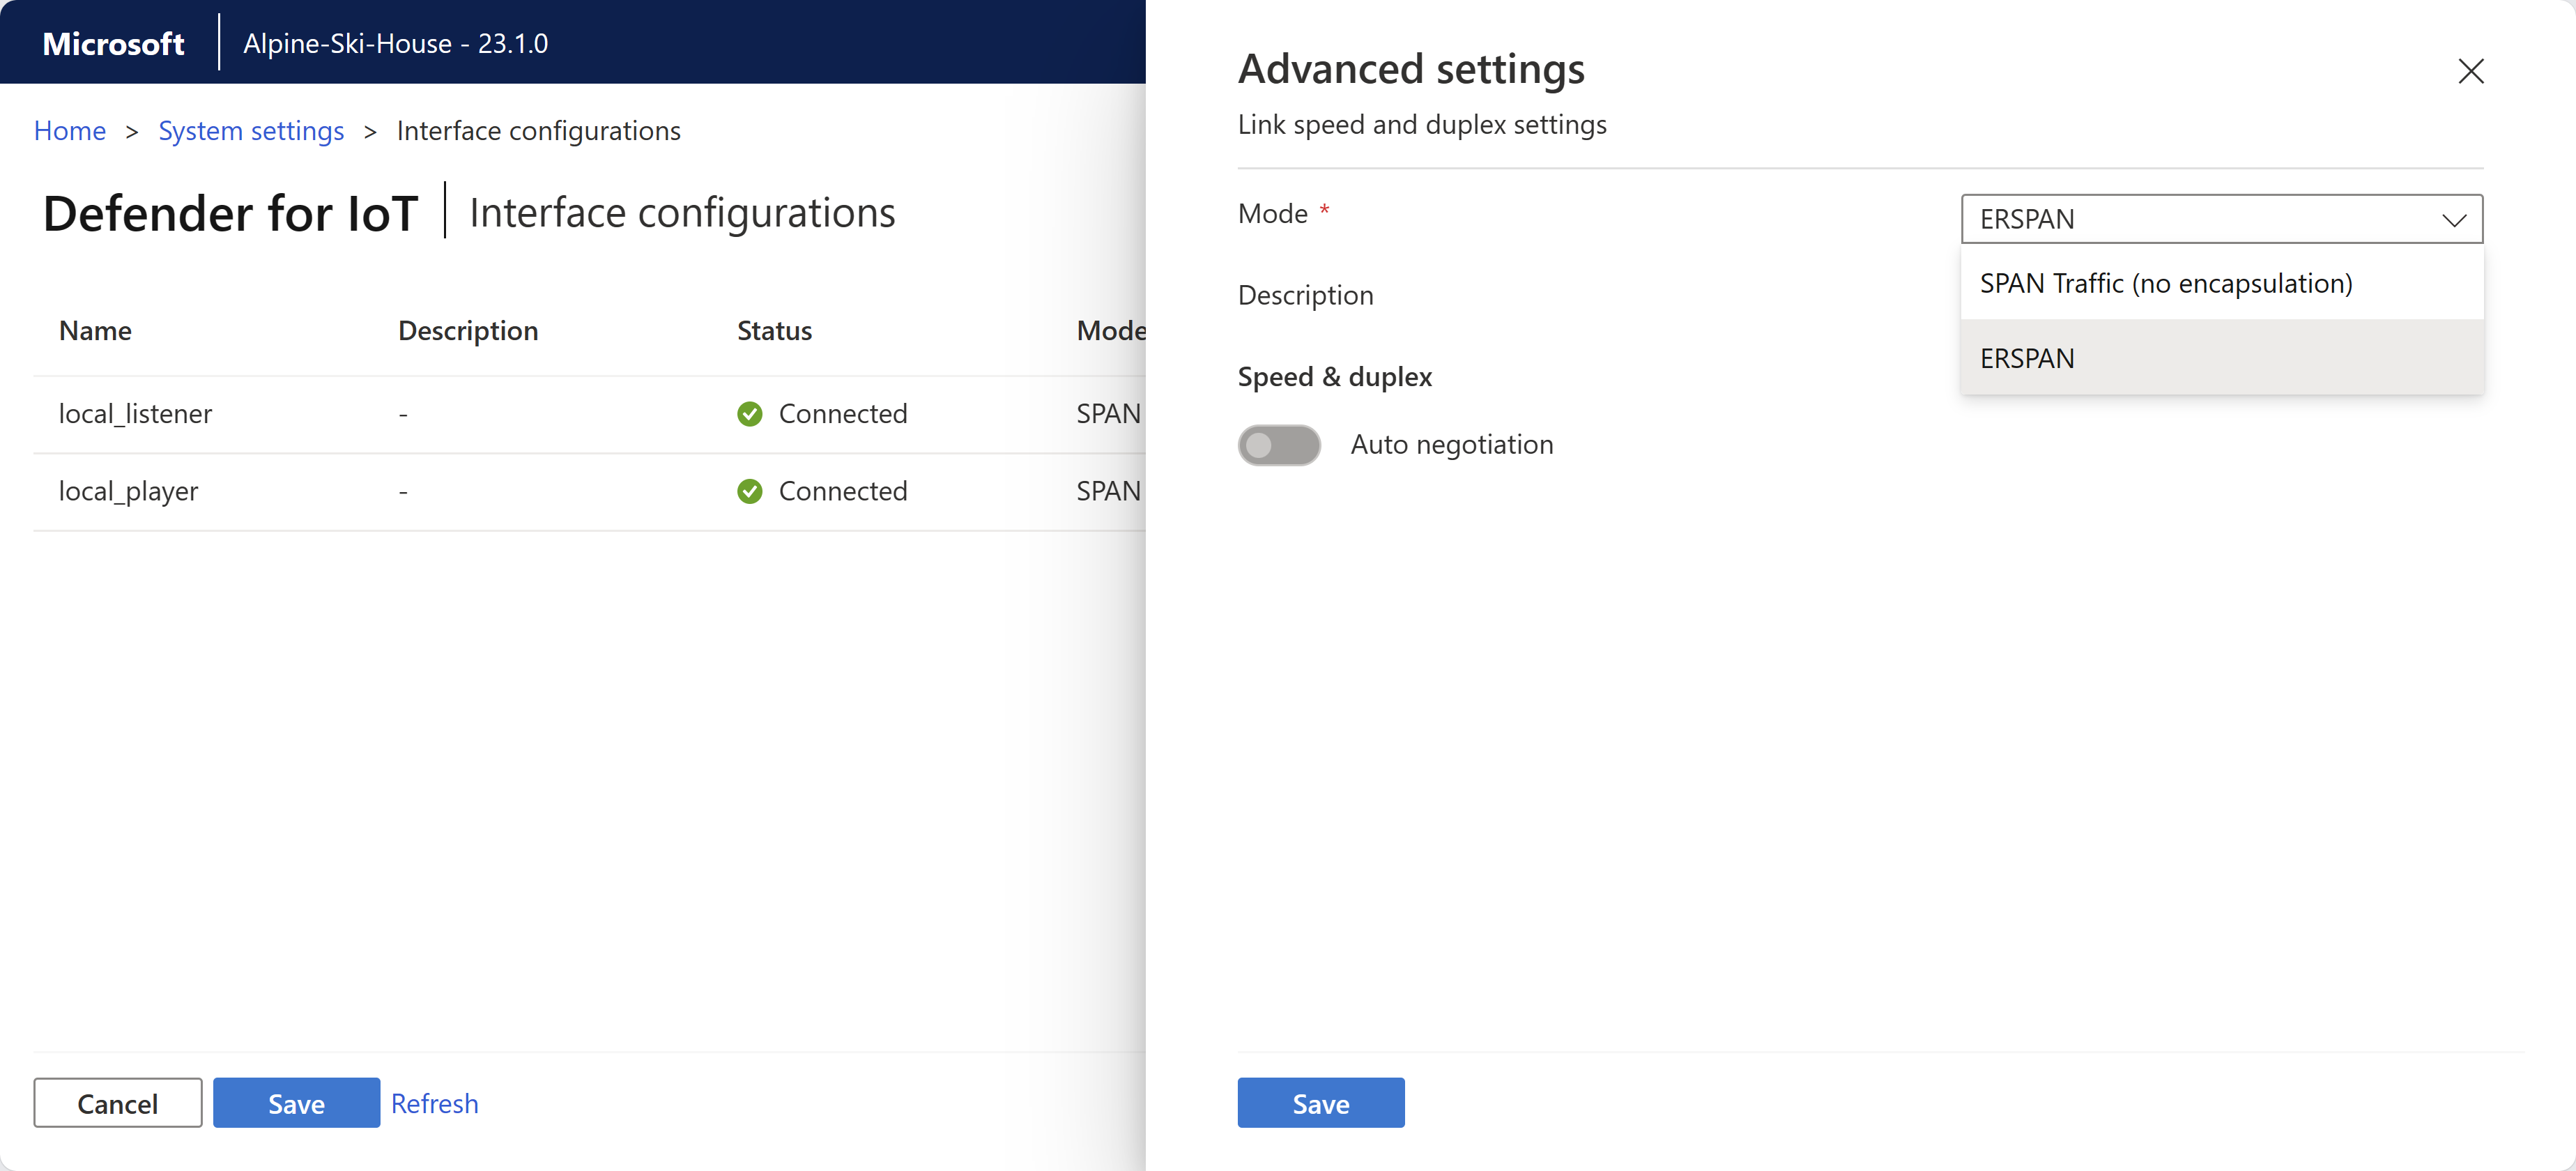 Microsoft
Alpine-Ski-House - 23.1.0
Home > System settings > Interface configurations
Defender for IoT
Interface configurations
Name Description Status Mode
local_listener - Connected SPAN
local_player - Connected SPAN
Cancel
Save
Refresh
Advanced settings
Link speed and duplex settings
Mode *
ERSPAN
SPAN Traffic (no encapsulation)
ERSPAN
Description
Speed & duplex
Auto negotiation
Save